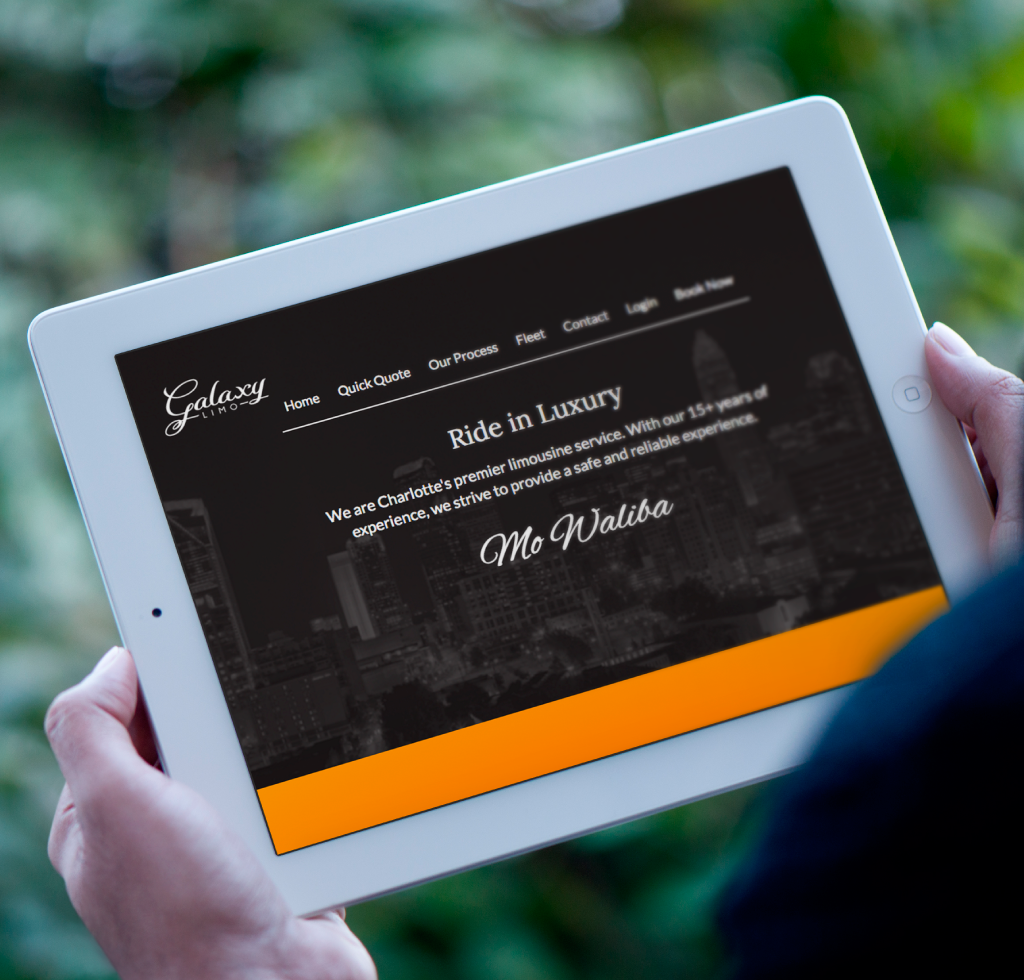 Galaxy
LIMO
Home Quick Quote Our Process Fleet Contact Login Book Now
Ride in Luxury
We are Charlotte's premier limousine service. With our 15+ years of
experience, we strive to provide a safe and reliable experience.
Mo Waliba